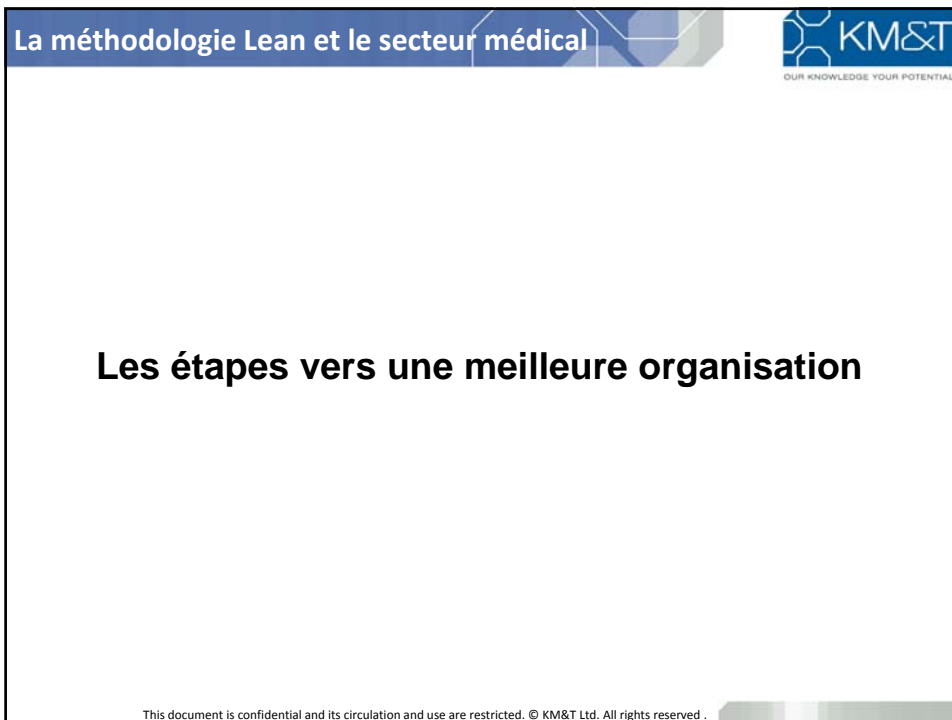 La méthodologie Lean et le secteur médical
KM&T
OUR KNOWLEDGE YOUR POTENTIAL
Les étapes vers une meilleure organisation
This document is confidential and its circulation and use are restricted. © KM&T Ltd. All rights reserved .